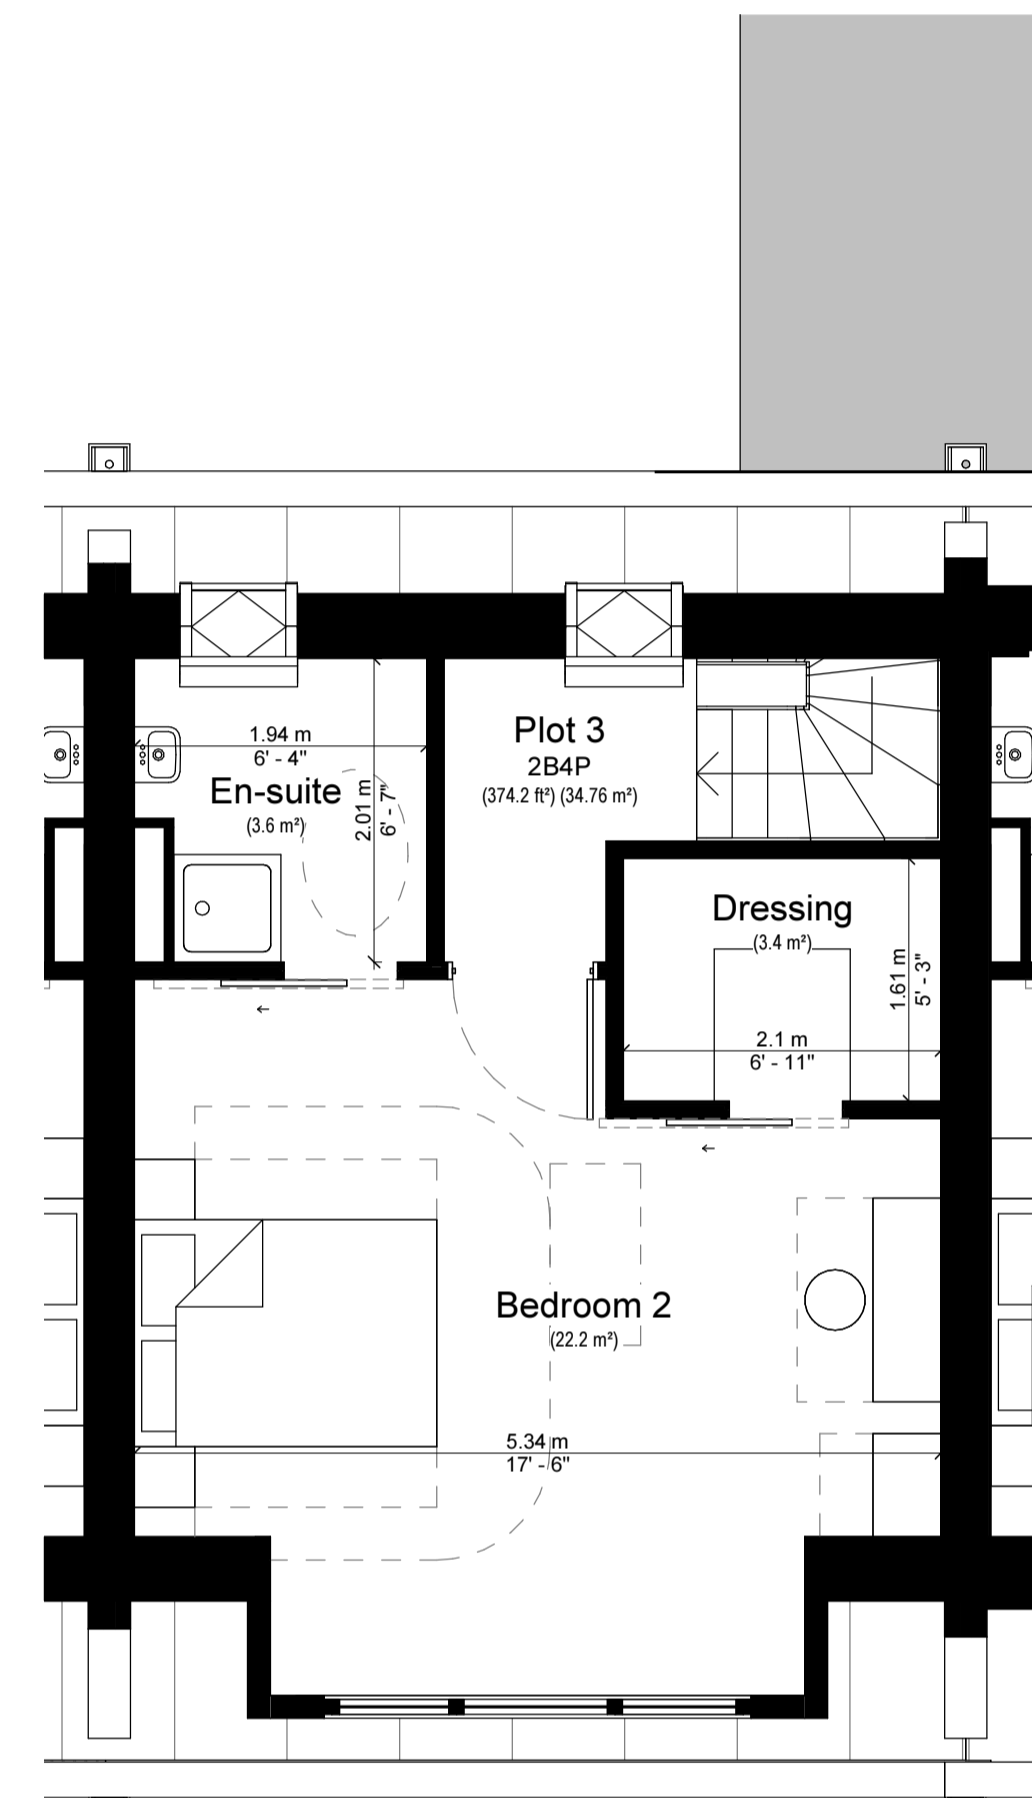 Plot 3
2B4P
(374.2 ft²) (34.76 m²)
1.94 m
6' - 4"
En-suite
(3.6 m²)
2.01 m
6' - 7"
Dressing
(3.4 m²)
1.61 m
5' - 3"
2.1 m
6' - 11"
Bedroom 2
(22.2 m²)
5.34 m
17' - 6"